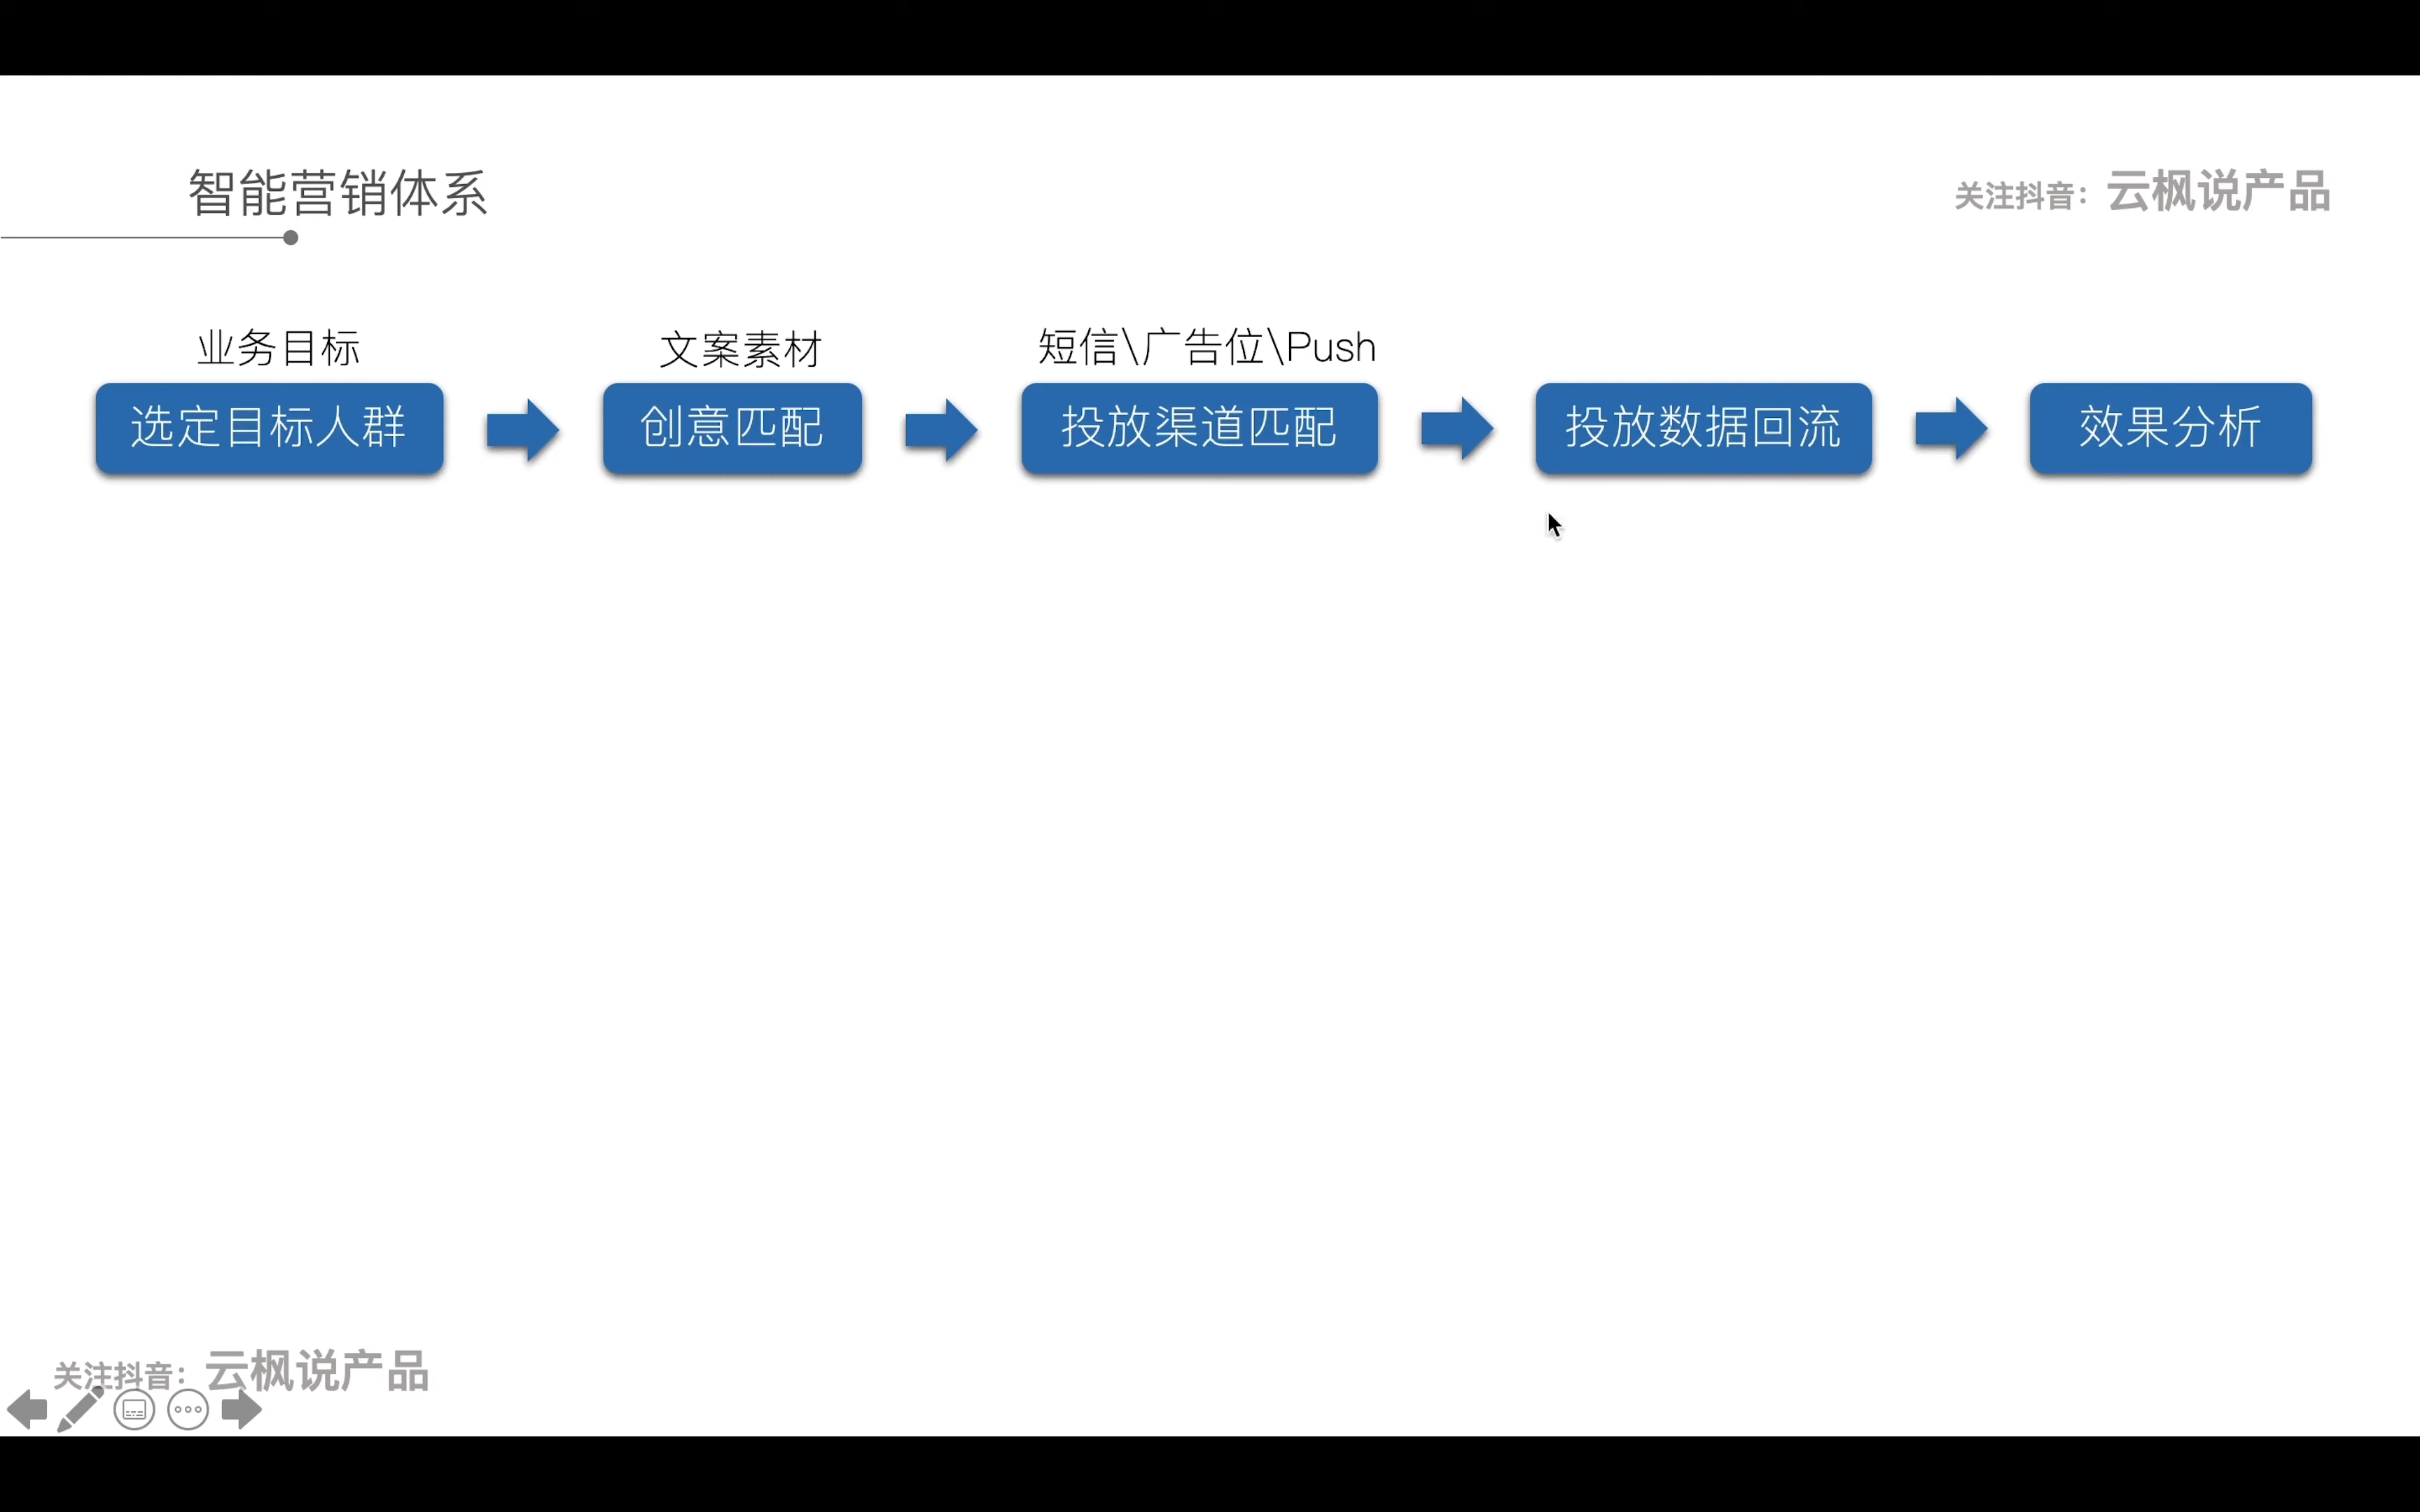 智能营销体系
关注抖音：云枫说产品
业务目标
文案素材
短信\广告位\Push
选定目标人群
创意匹配
投放渠道匹配
投放数据回流
效果分析
关注抖音：云枫说产品